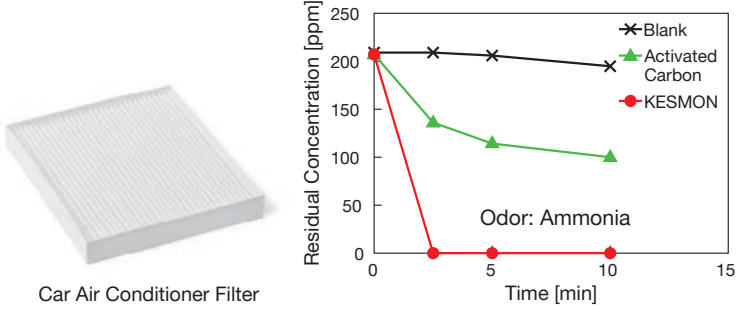 Car Air Conditioner Filter
Residual Concentration [ppm]
250
200
150
100
50
0
0
5
10
15
Time [min]
Blank
Activated
Carbon
KESMON
Odor: Ammonia